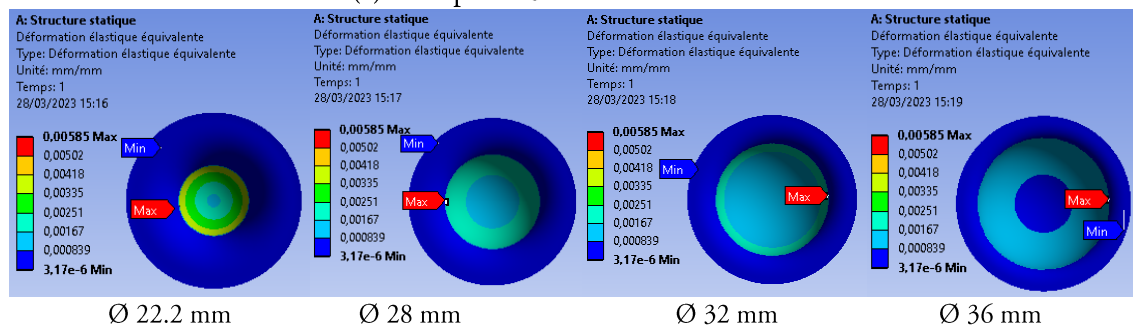 A: Structure statique
Déformation élastique équivalente
Type: Déformation élastique équivalente
Unité: mm/mm
Temps: 1
28/03/2023 15:16
0,00585 Max
0,00502
0,00418
0,00335
0,00251
0,00167
0,000839
3,17e-6 Min
Min
Max
Ø 22.2 mm
A: Structure statique
Déformation élastique équivalente
Type: Déformation élastique équivalente
Unité: mm/mm
Temps: 1
28/03/2023 15:17
0,00585 Max
0,00502
0,00418
0,00335
0,00251
0,00167
0,000839
3,17e-6 Min
Min
Max
Ø 28 mm
A: Structure statique
Déformation élastique équivalente
Type: Déformation élastique équivalente
Unité: mm/mm
Temps: 1
28/03/2023 15:18
0,00585 Max
0,00502
0,00418
0,00335
0,00251
0,00167
0,000839
3,17e-6 Min
Min
Max
Ø 32 mm
A: Structure statique
Déformation élastique équivalente
Type: Déformation élastique équivalente
Unité: mm/mm
Temps: 1
28/03/2023 15:19
0,00585 Max
0,00502
0,00418
0,00335
0,00251
0,00167
0,000839
3,17e-6 Min
Max
Min
Ø 36 mm